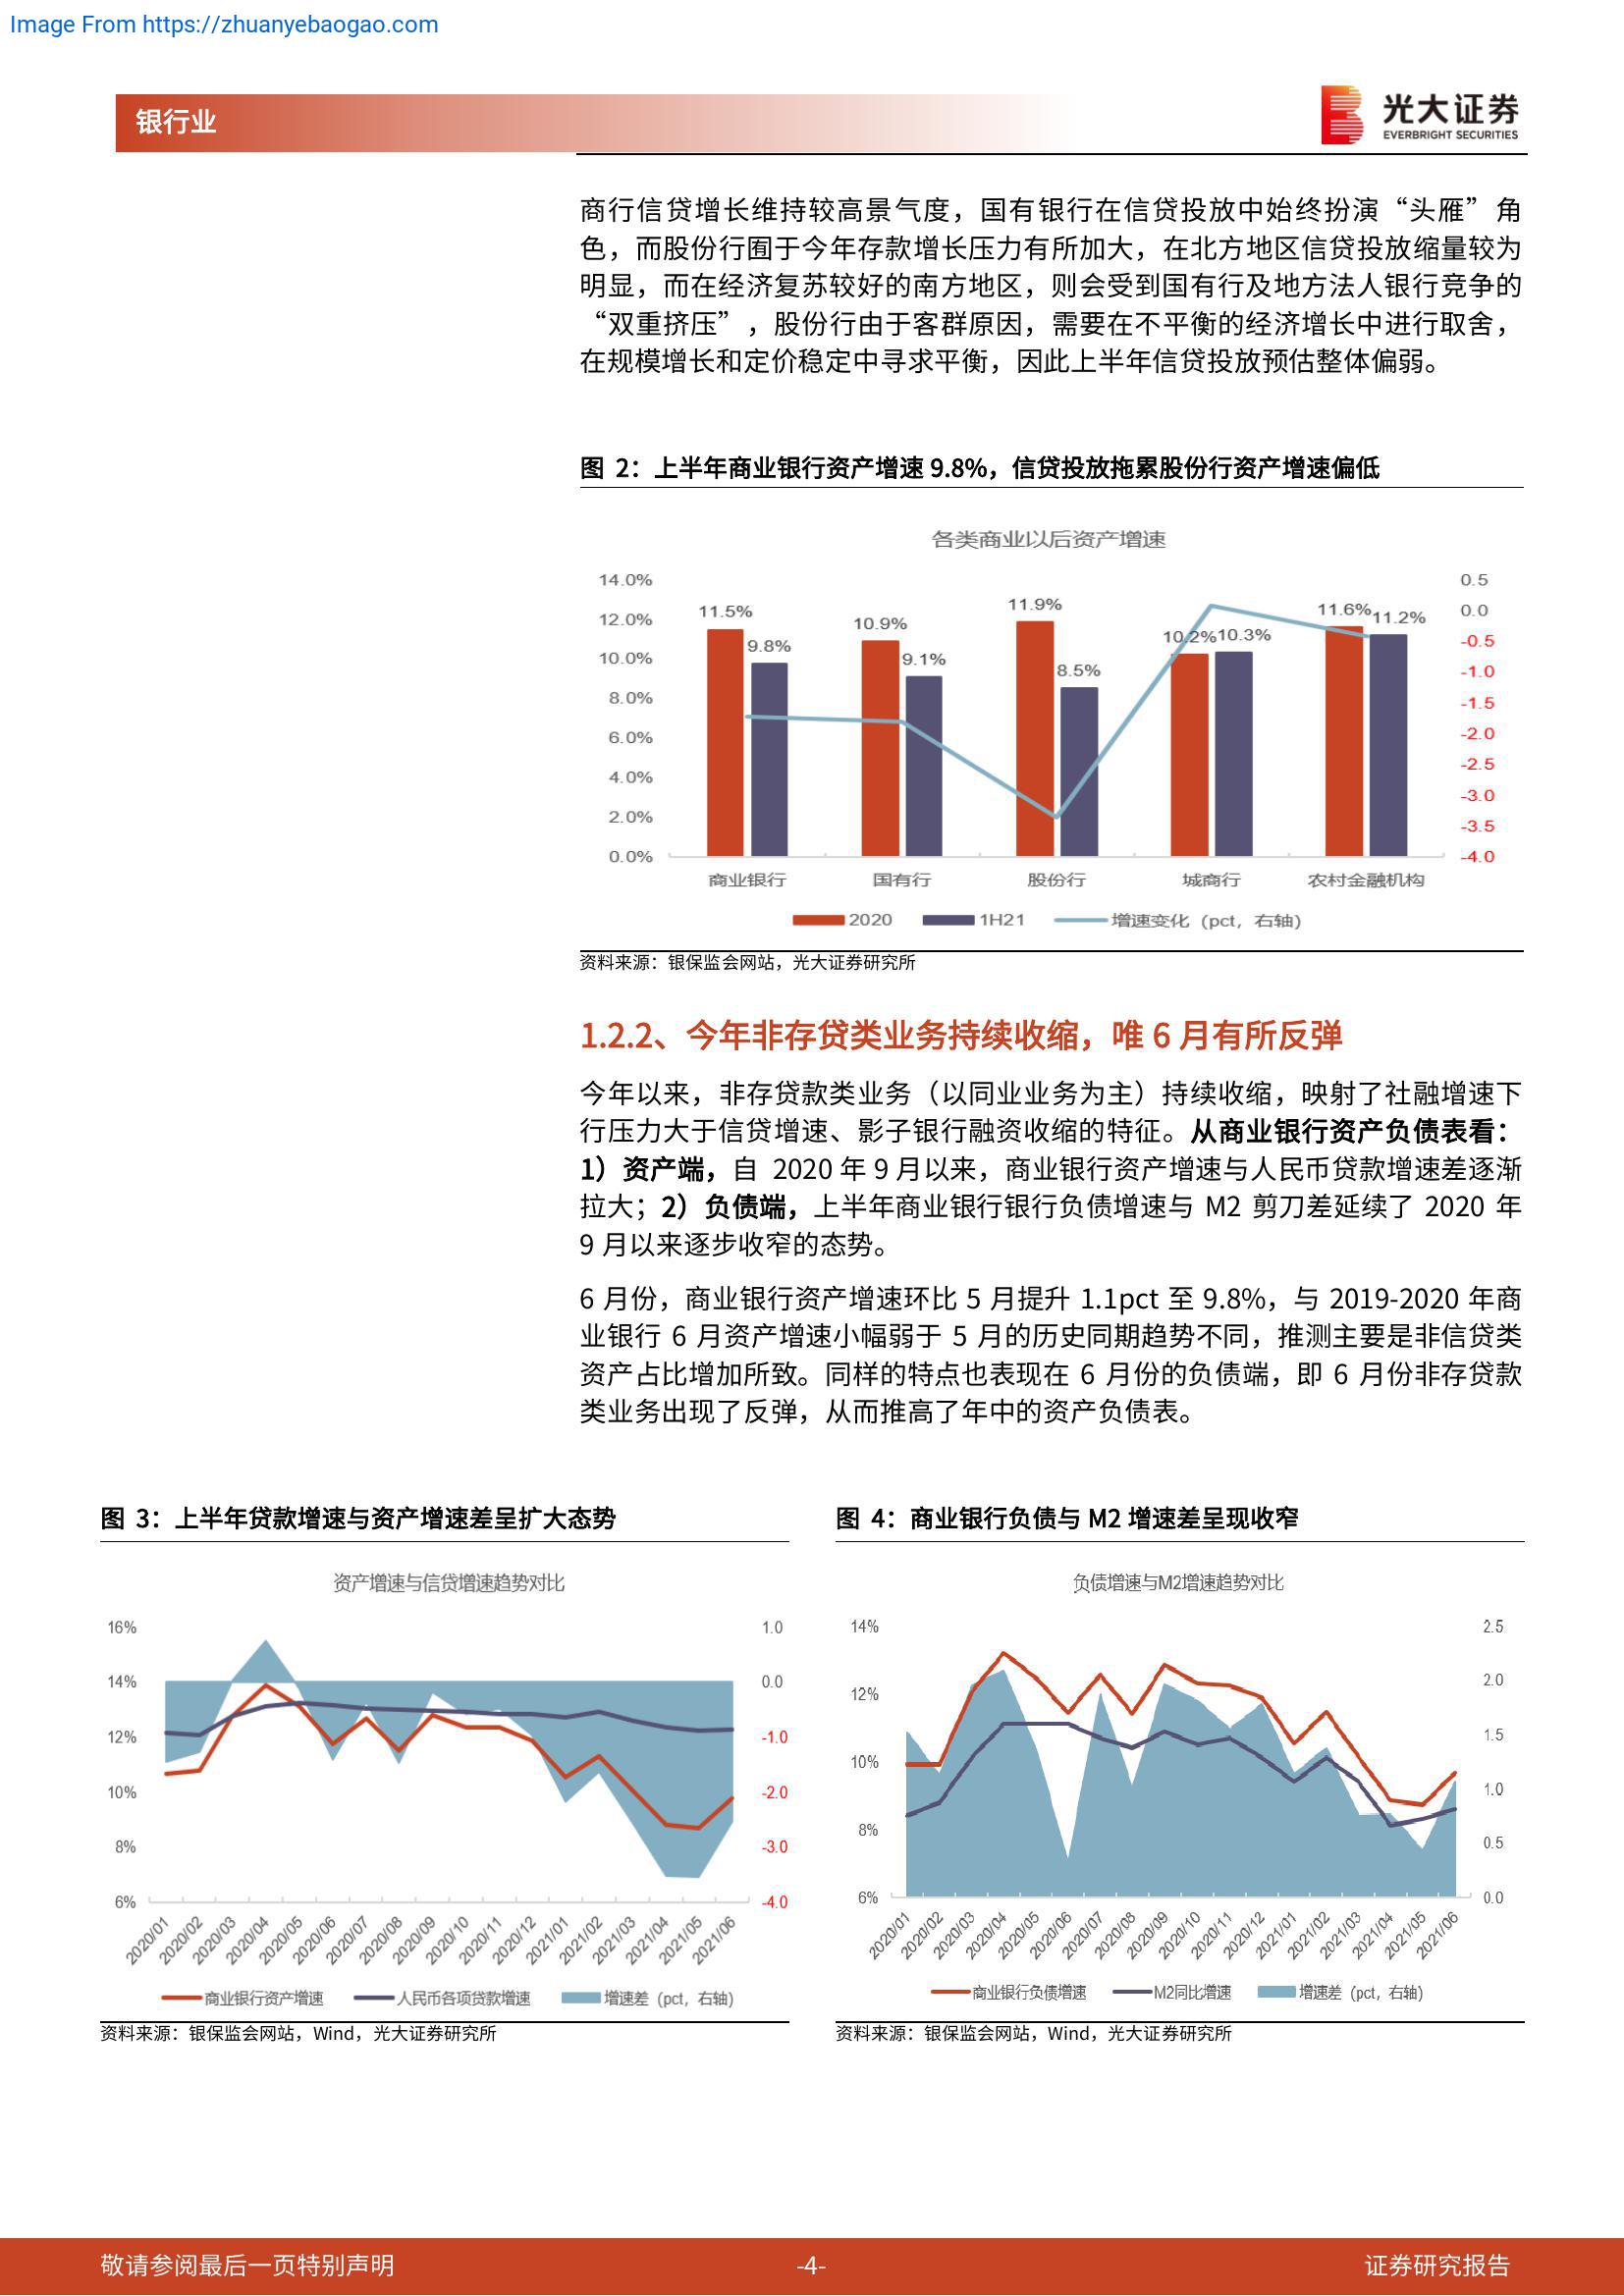 Image From https://zhuanyebaogao.com
银行业
光大证券
EVERBRIGHT SECURITIES
商行信贷增长维持较高景气度，国有银行在信贷投放中始终扮演“头雁”角
色，而股份行囿于今年存款增长压力有所加大，在北方地区信贷投放缩量较为
明显，而在经济复苏较好的南方地区，则会受到国有行及地方法人银行竞争的
“双重挤压”，股份行由于客群原因，需要在不平衡的经济增长中进行取舍，
在规模增长和定价稳定中寻求平衡，因此上半年信贷投放预估整体偏弱。
图 2：上半年商业银行资产增速 9.8%，信贷投放拖累股份行资产增速偏低
各类商业以后资产增速
14.0%
12.0%
10.0%
8.0%
6.0%
4.0%
2.0%
0.0%
11.5%
9.8%
10.9%
9.1%
11.9%
8.5%
10.2%
10.3%
11.6%
11.2%
0.5
0.0
-0.5
-1.0
-1.5
-2.0
-2.5
-3.0
-3.5
-4.0
商业银行 国有行 股份行 城商行 农村金融机构
2020 1H21 增速变化（pct，右轴）
资料来源：银保监会网站，光大证券研究所
1.2.2、今年非存贷类业务持续收缩，唯 6 月有所反弹
今年以来，非存贷款类业务（以同业业务为主）持续收缩，映射了社融增速下
行压力大于信贷增速、影子银行融资收缩的特征。从商业银行资产负债表看：
1）资产端，自 2020 年 9 月以来，商业银行资产增速与人民币贷款增速差逐渐
拉大；2）负债端，上半年商业银行银行负债增速与 M2 剪刀差延续了 2020 年
9 月以来逐步收窄的态势。
6 月份，商业银行资产增速环比 5 月提升 1.1pct 至 9.8%，与 2019-2020 年商
业银行 6 月资产增速小幅弱于 5 月的历史同期趋势不同，推测主要是非信贷类
资产占比增加所致。同样的特点也表现在 6 月份的负债端，即 6 月份非存贷款
类业务出现了反弹，从而推高了年中的资产负债表。
图 3：上半年贷款增速与资产增速差呈扩大态势
资产增速与信贷增速趋势对比
16%
14%
12%
10%
8%
6%
1.0
0.0
-1.0
-2.0
-3.0
-4.0
2020/01 2020/02 2020/03 2020/04 2020/05 2020/06 2020/07 2020/08 2020/09 2020/10 2020/11 2020/12 2021/01 2021/02 2021/03 2021/04 2021/05 2021/06
商业银行资产增速 人民币各项贷款增速 增速差（pct，右轴）
资料来源：银保监会网站，Wind，光大证券研究所
图 4：商业银行负债与 M2 增速差呈现收窄
负债增速与M2增速趋势对比
14%
12%
10%
8%
6%
2.5
2.0
1.5
1.0
0.5
0.0
2020/01 2020/02 2020/03 2020/04 2020/05 2020/06 2020/07 2020/08 2020/09 2020/10 2020/11 2020/12 2021/01 2021/02 2021/03 2021/04 2021/05 2021/06
商业银行负债增速 M2同比增速 增速差（pct，右轴）
资料来源：银保监会网站，Wind，光大证券研究所
敬请参阅最后一页特别声明
-4-
证券研究报告